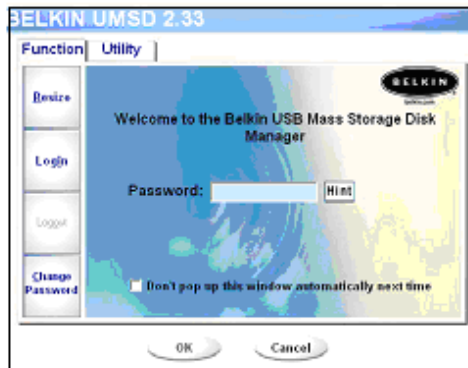 BELKIN UMSD 2.33
Function
Utility
BELKIN
Resize
Welcome to the Belkin USB Mass Storage Disk
Manager
Login
Password:
Hint
Logout
Change
Password
Don't pop up this window automatically next time
OK
Cancel